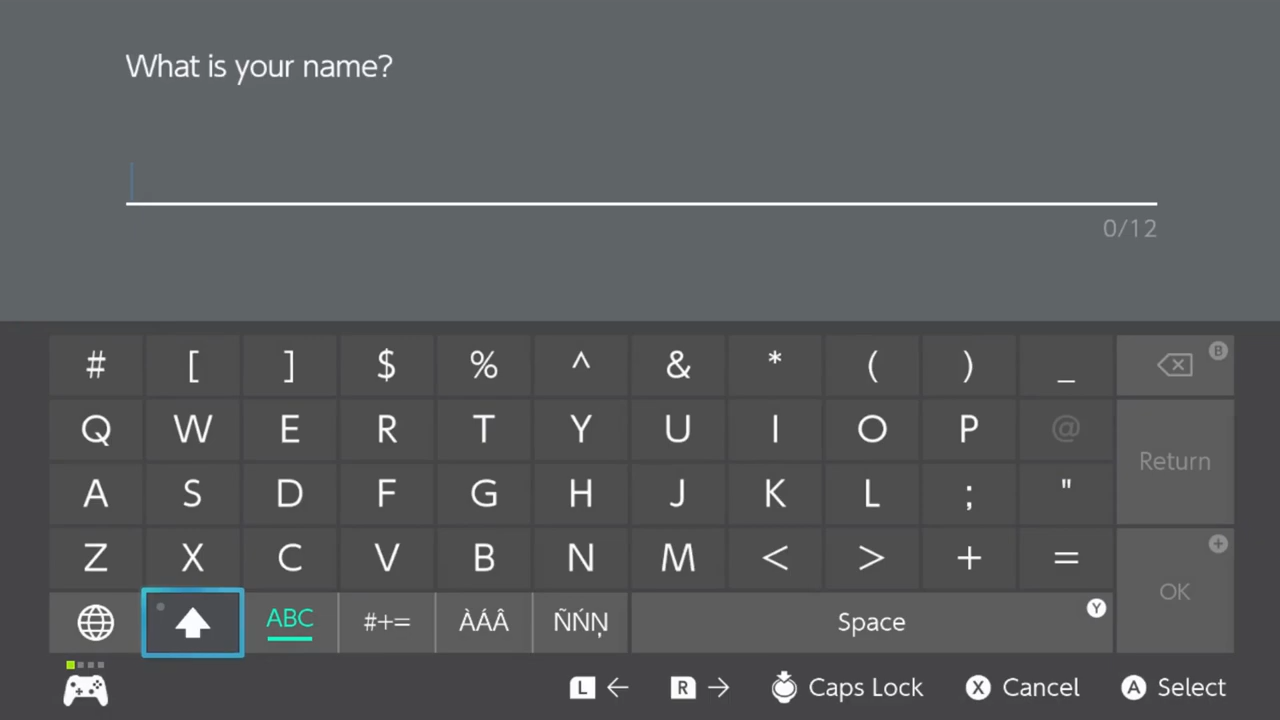 What is your name?
0/12
# [ ] $ % ^ & * ( ) _ B
Q W E R T Y U I O P @
Return
A S D F G H J K L ; "
Z X C V B N M < > + = +
OK
ABC #+= ÀÁÂ ÑŃŅ Space Y
L ← R → Caps Lock X Cancel A Select